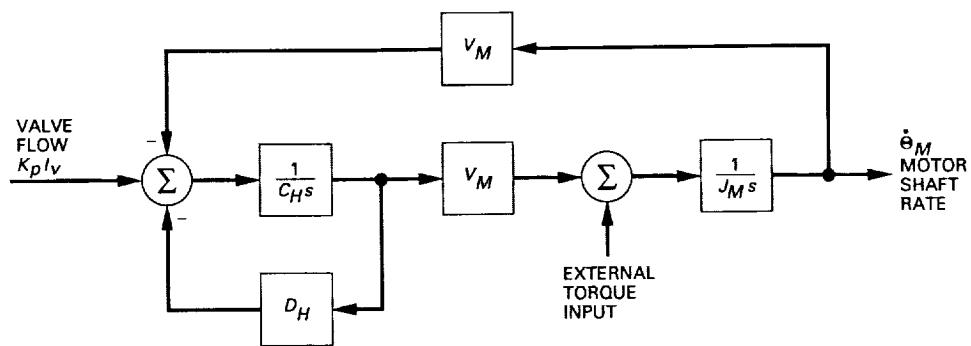 V_M
VALVE
FLOW
K_p I_v
−
Σ
−
1
C_H s
V_M
Σ
1
J_M s
Θ̇_M
MOTOR
SHAFT
RATE
D_H
EXTERNAL
TORQUE
INPUT